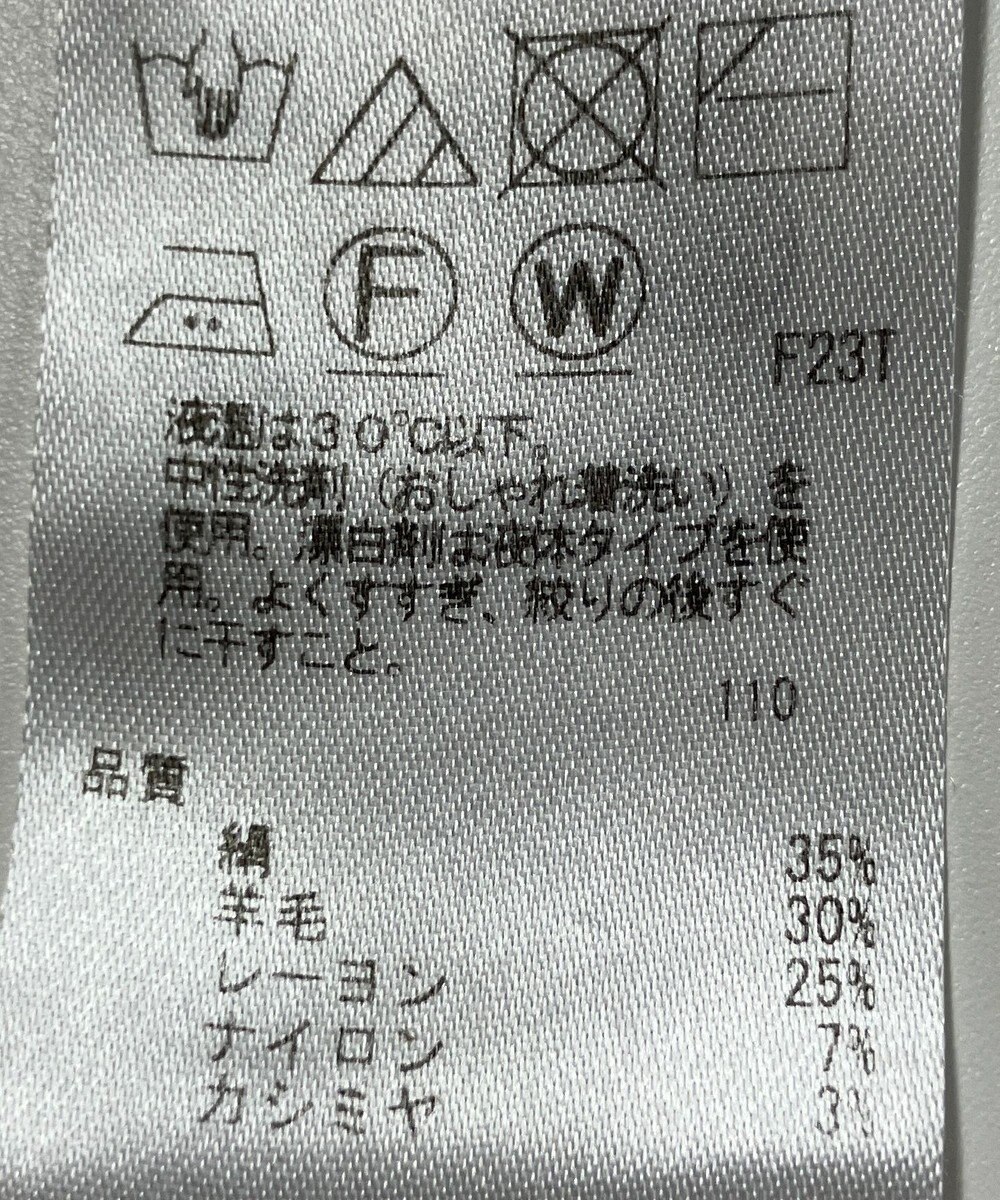 F
W
F23T
液温は30℃以下。
中性洗剤（おしゃれ着洗い）を
使用。漂白剤は液体タイプを使
用。よくすすぎ、絞りの後すぐ
に干すこと。
110
品質
絹 35%
羊毛 30%
レーヨン 25%
ナイロン 7%
カシミヤ 3%